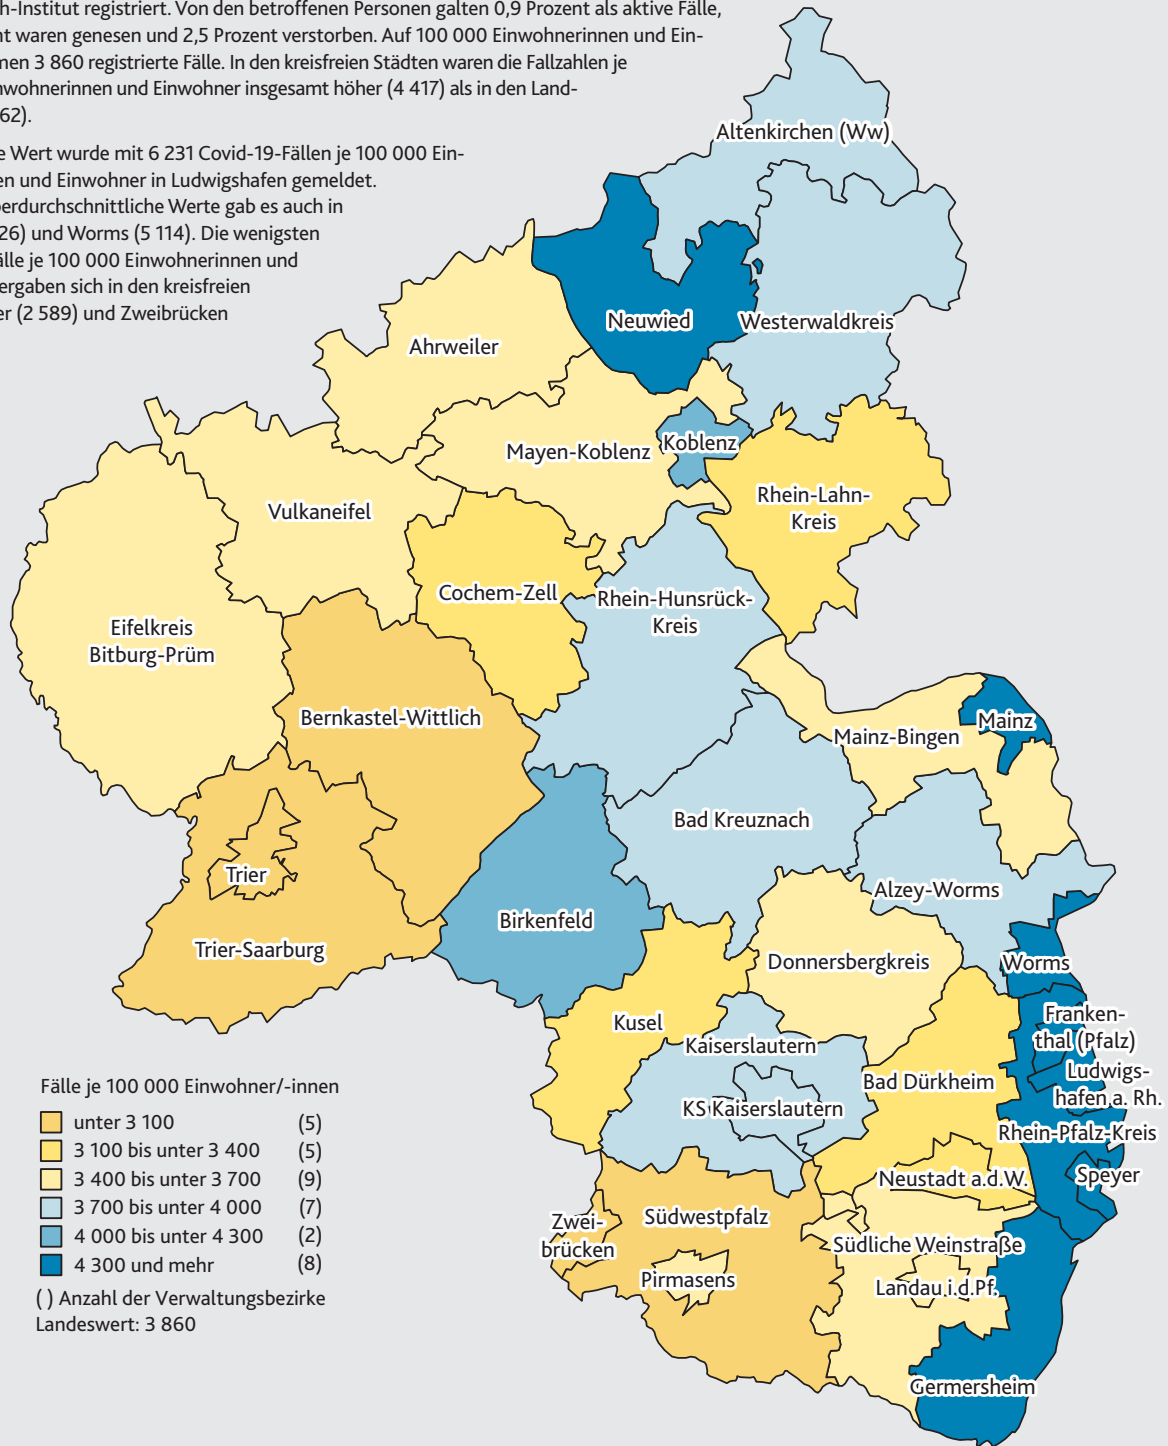 h-Institut registriert. Von den betroffenen Personen galten 0,9 Prozent als aktive Fälle,
nt waren genesen und 2,5 Prozent verstorben. Auf 100 000 Einwohnerinnen und Ein-
men 3 860 registrierte Fälle. In den kreisfreien Städten waren die Fallzahlen je
nwohnerinnen und Einwohner insgesamt höher (4 417) als in den Land-
62).
e Wert wurde mit 6 231 Covid-19-Fällen je 100 000 Ein-
en und Einwohner in Ludwigshafen gemeldet.
berdurchschnittliche Werte gab es auch in
26) und Worms (5 114). Die wenigsten
älle je 100 000 Einwohnerinnen und
ergaben sich in den kreisfreien
er (2 589) und Zweibrücken
Altenkirchen (Ww)
Neuwied
Westerwaldkreis
Ahrweiler
Koblenz
Mayen-Koblenz
Rhein-Lahn-
Kreis
Vulkaneifel
Cochem-Zell
Rhein-Hunsrück-
Kreis
Eifelkreis
Bitburg-Prüm
Bernkastel-Wittlich
Mainz
Mainz-Bingen
Bad Kreuznach
Trier
Alzey-Worms
Birkenfeld
Trier-Saarburg
Donnersbergkreis
Worms
Kusel
Franken-
thal (Pfalz)
Kaiserslautern
Ludwigs-
hafen a. Rh.
Bad Dürkheim
KS Kaiserslautern
Rhein-Pfalz-Kreis
Neustadt a.d.W.
Speyer
Südwestpfalz
Zwei-
brücken
Südliche Weinstraße
Pirmasens
Landau i.d.Pf.
Germersheim
Fälle je 100 000 Einwohner/-innen
unter 3 100 (5)
3 100 bis unter 3 400 (5)
3 400 bis unter 3 700 (9)
3 700 bis unter 4 000 (7)
4 000 bis unter 4 300 (2)
4 300 und mehr (8)
( ) Anzahl der Verwaltungsbezirke
Landeswert: 3 860